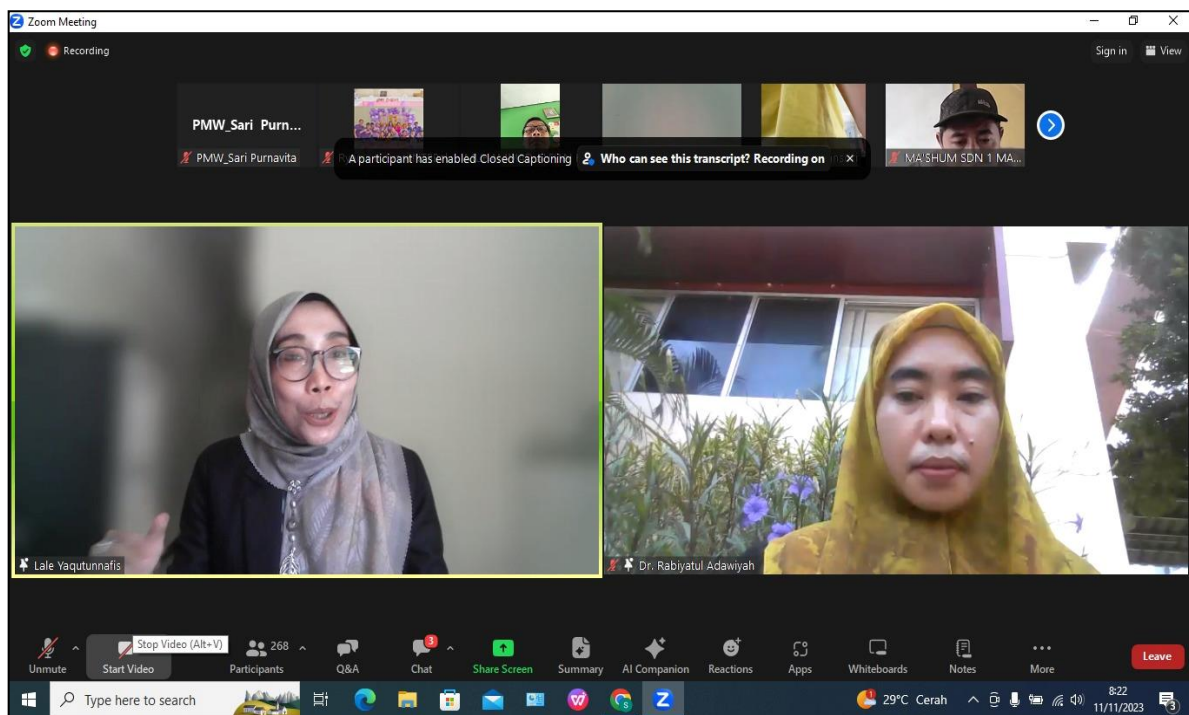 Zoom Meeting
Recording
Sign in
View
PMW_Sari Purn...
PMW_Sari Purnavita
MA'SHUM SDN 1 MA...
A participant has enabled Closed Captioning
Who can see this transcript? Recording on
Lale Yaqutunnafis
Dr. Rabiyatul Adawiyah
Stop Video (Alt+V)
268
3
Unmute
Start Video
Participants
Q&A
Chat
Share Screen
Summary
AI Companion
Reactions
Apps
Whiteboards
Notes
More
Leave
Type here to search
29°C Cerah
8:22
11/11/2023
3